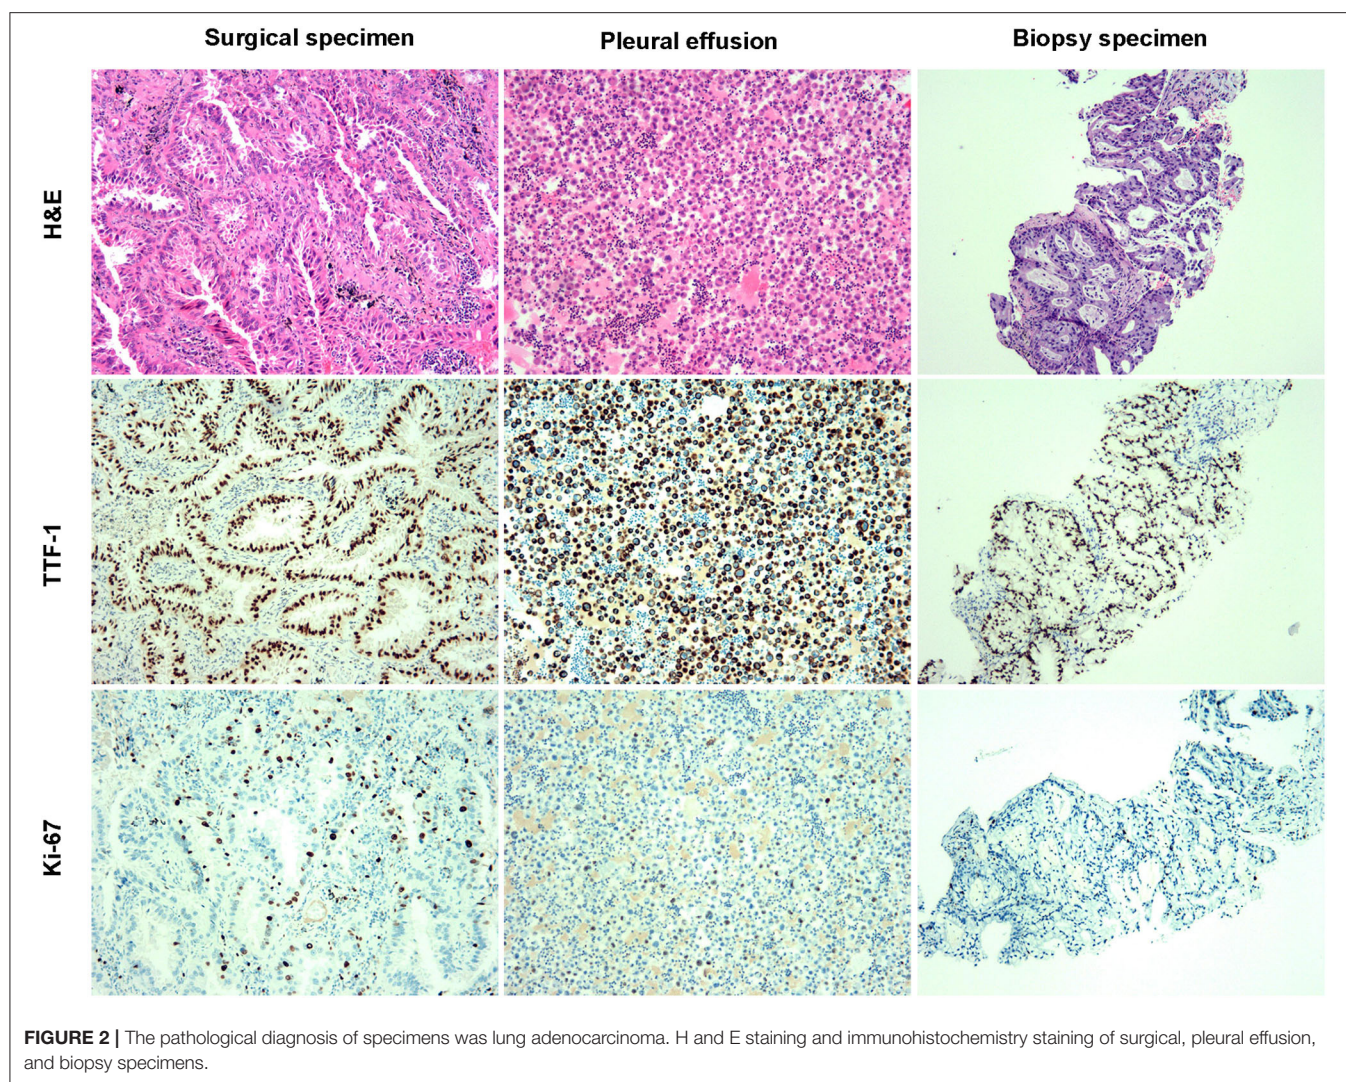 Surgical specimen
Pleural effusion
Biopsy specimen
H&E
TTF-1
Ki-67
FIGURE 2 | The pathological diagnosis of specimens was lung adenocarcinoma. H and E staining and immunohistochemistry staining of surgical, pleural effusion,
and biopsy specimens.